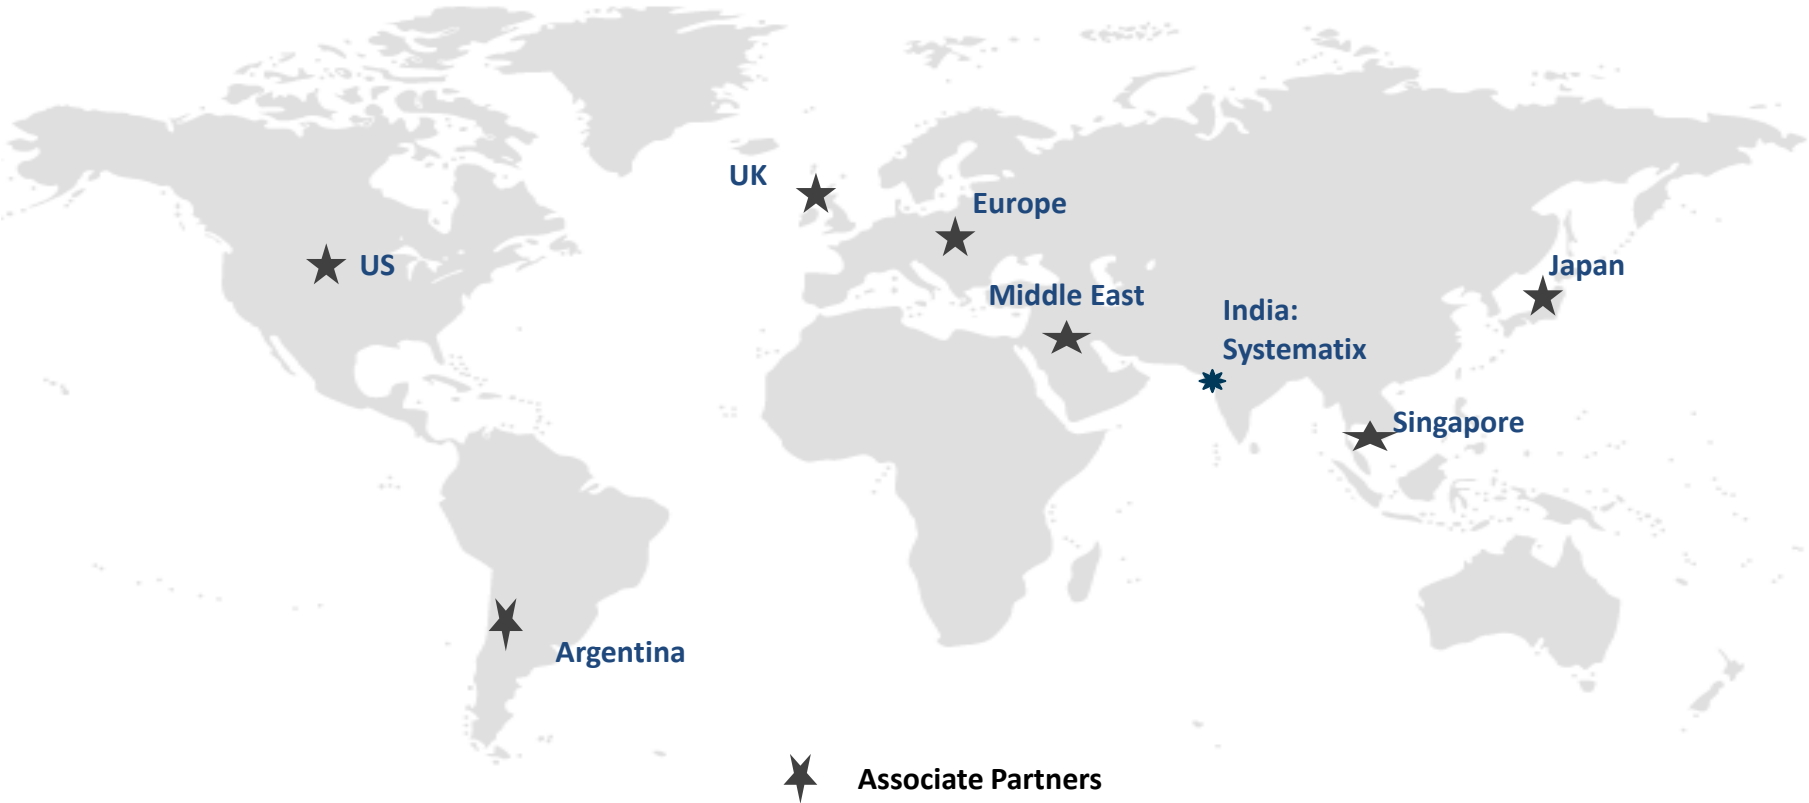 UK
Europe
US
Japan
Middle East
India:
Systematix
Singapore
Argentina
Associate Partners